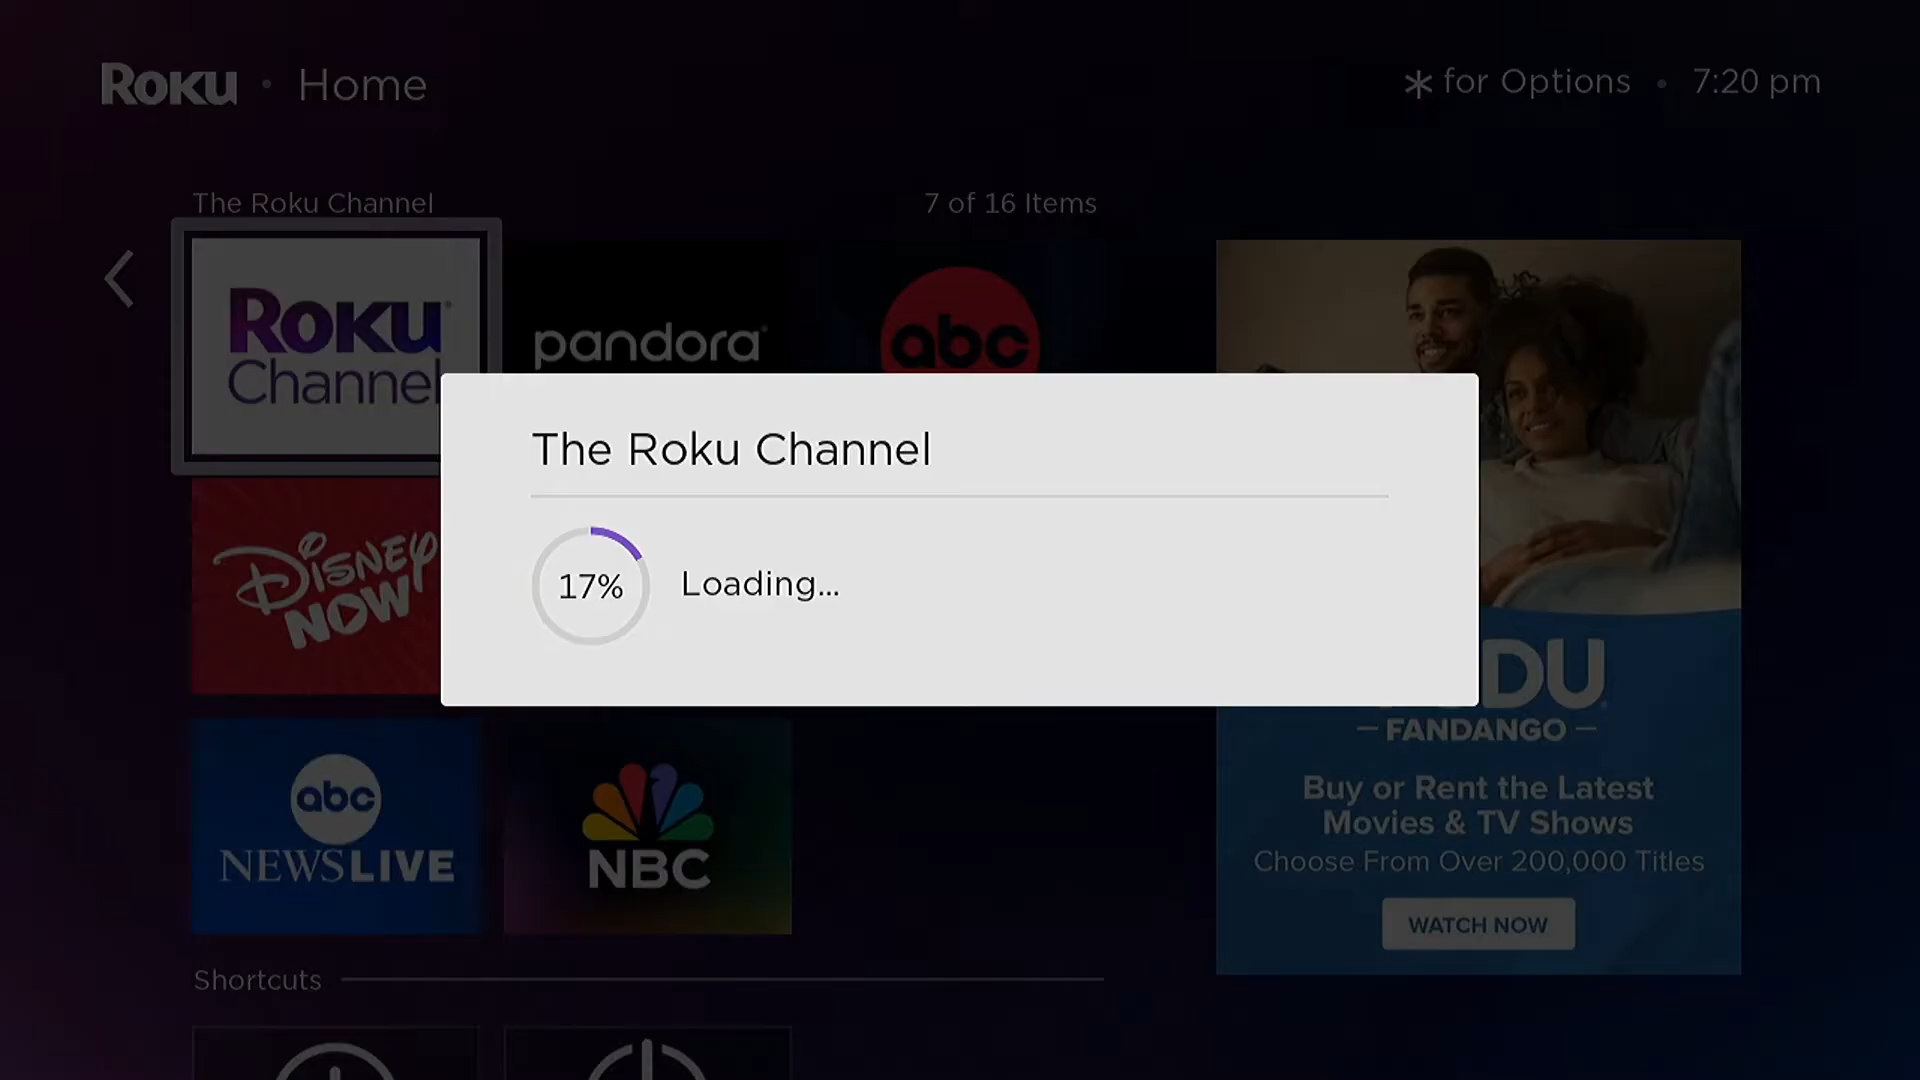 Roku • Home
* for Options • 7:20 pm
The Roku Channel
7 of 16 Items
Roku
Channel
pandora
abc
The Roku Channel
17%
Loading...
Disney
NOW
DU
FANDANGO
Buy or Rent the Latest
Movies & TV Shows
Choose From Over 200,000 Titles
WATCH NOW
abc
NEWSLIVE
NBC
Shortcuts